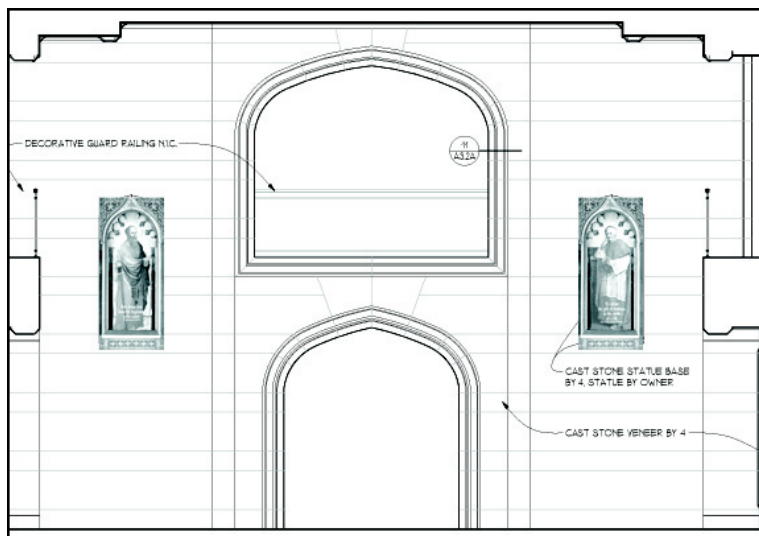 DECORATIVE GUARD RAILING N.I.C.
11
A3.2A
CAST STONE STATUE BASE
BY 4, STATUE BY OWNER
CAST STONE VENEER BY 4